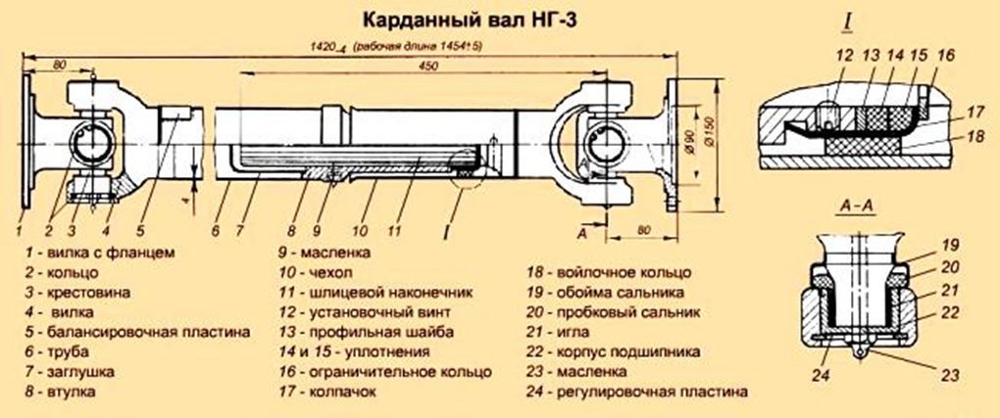 Карданный вал НГ-3
1420₋₄ (рабочая длина 1454±5)
80
450
I
12 13 14 15 16
17
18
Ø90
Ø150
4
А
А
80
1 2 3 4 5 6 7 8 9 10 11 I
А-А
19
20
21
22
24 23
1 - вилка с фланцем
2 - кольцо
3 - крестовина
4 - вилка
5 - балансировочная пластина
6 - труба
7 - заглушка
8 - втулка
9 - масленка
10 - чехол
11 - шлицевой наконечник
12 - установочный винт
13 - профильная шайба
14 и 15 - уплотнения
16 - ограничительное кольцо
17 - колпачок
18 - войлочное кольцо
19 - обойма сальника
20 - пробковый сальник
21 - игла
22 - корпус подшипника
23 - масленка
24 - регулировочная пластина